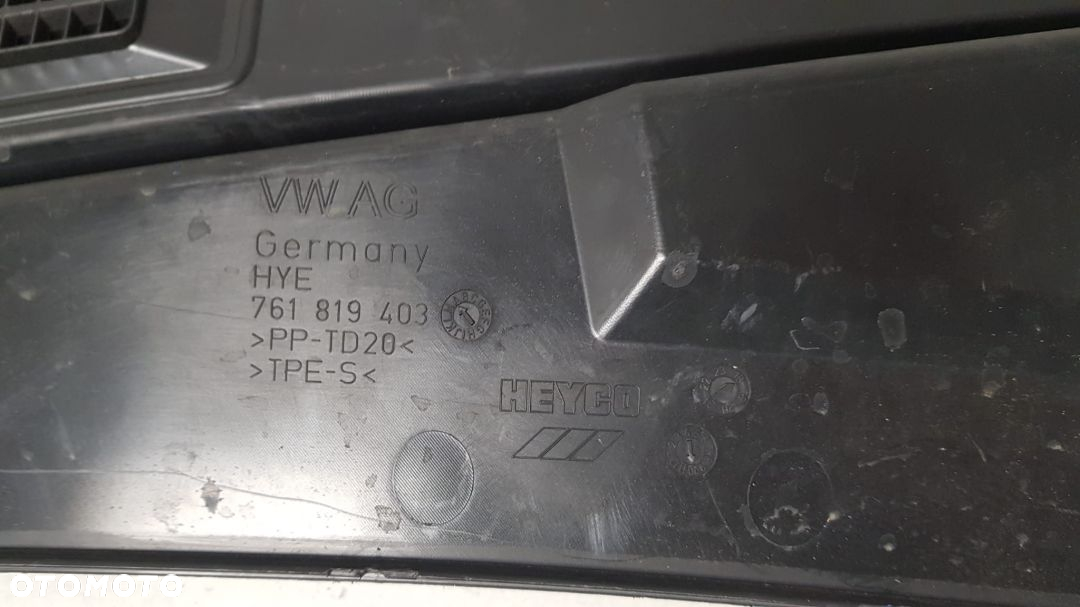 VW AG
Germany
HYE
761 819 403
>PP-TD20<
>TPE-S<
HEYCO
OTOMOTO